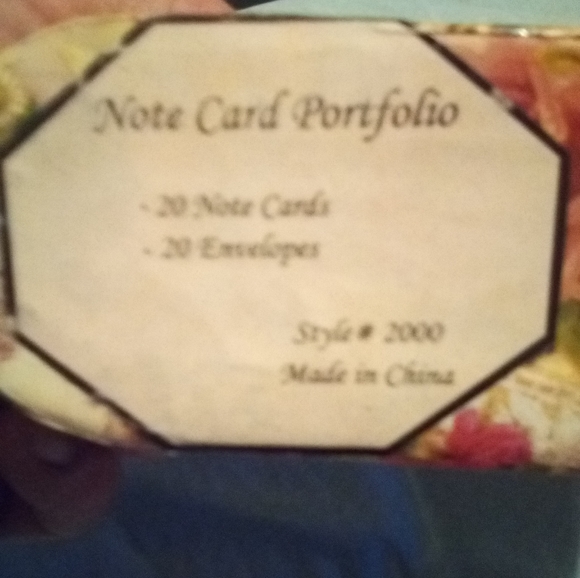 Note Card Portfolio
- 20 Note Cards
- 20 Envelopes
Style# 2000
Made in China